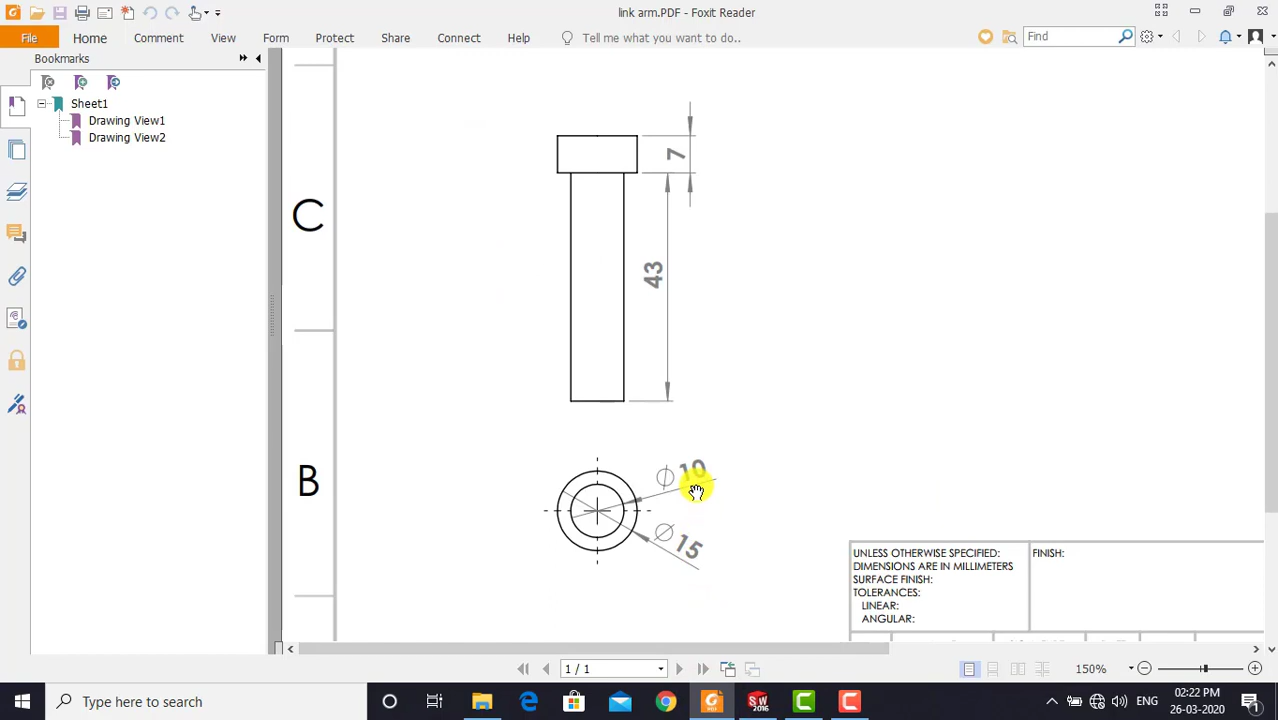 link arm.PDF - Foxit Reader
File Home Comment View Form Protect Share Connect Help Tell me what you want to do.. Find
Bookmarks
Sheet1
Drawing View1
Drawing View2
C
7
43
B
∅ 10
∅ 15
UNLESS OTHERWISE SPECIFIED:
DIMENSIONS ARE IN MILLIMETERS
SURFACE FINISH:
TOLERANCES:
LINEAR:
ANGULAR:
FINISH:
1 / 1
150%
Type here to search
SW
2016
ENG
02:22 PM
26-03-2020
1